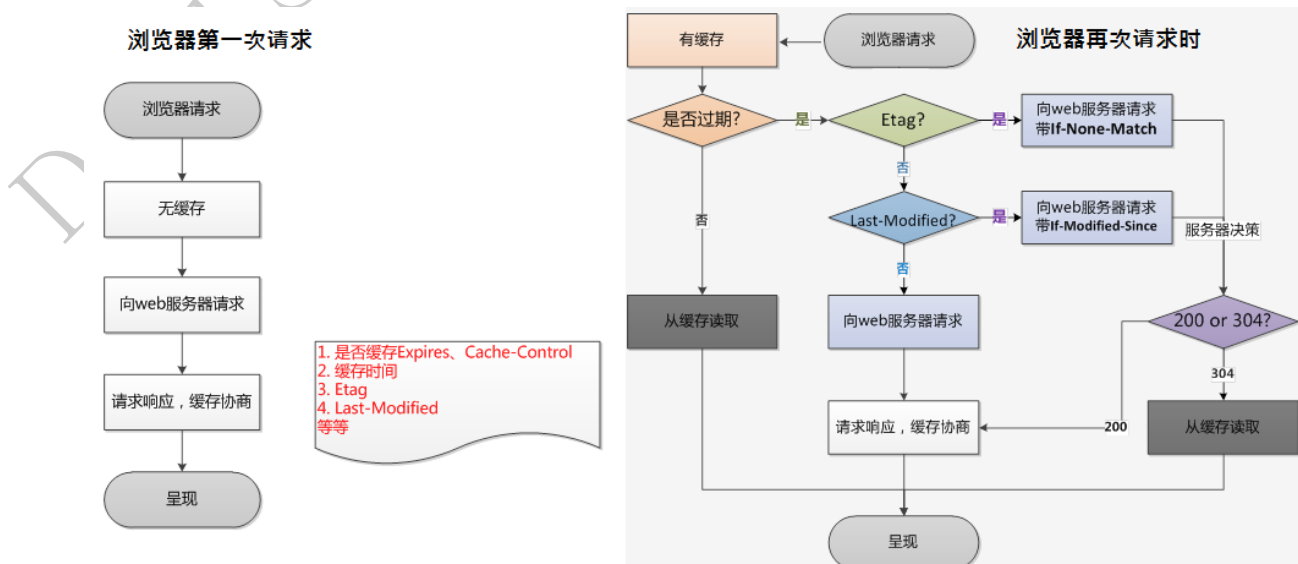 浏览器第一次请求
浏览器请求
无缓存
向web服务器请求
请求响应，缓存协商
呈现
1. 是否缓存Expires、Cache-Control
2. 缓存时间
3. Etag
4. Last-Modified
等等
有缓存
浏览器请求
浏览器再次请求时
是否过期?
是
Etag?
是
向web服务器请求
带If-None-Match
否
否
Last-Modified?
是
向web服务器请求
带If-Modified-Since
服务器决策
否
从缓存读取
向web服务器请求
200 or 304?
304
请求响应，缓存协商
200
从缓存读取
呈现